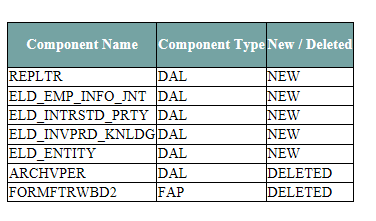 Component Name Component Type New / Deleted
REPLTR DAL NEW
ELD_EMP_INFO_JNT DAL NEW
ELD_INTRSTD_PRTY DAL NEW
ELD_INVPRD_KNLDG DAL NEW
ELD_ENTITY DAL NEW
ARCHVPER DAL DELETED
FORMFTRWBD2 FAP DELETED